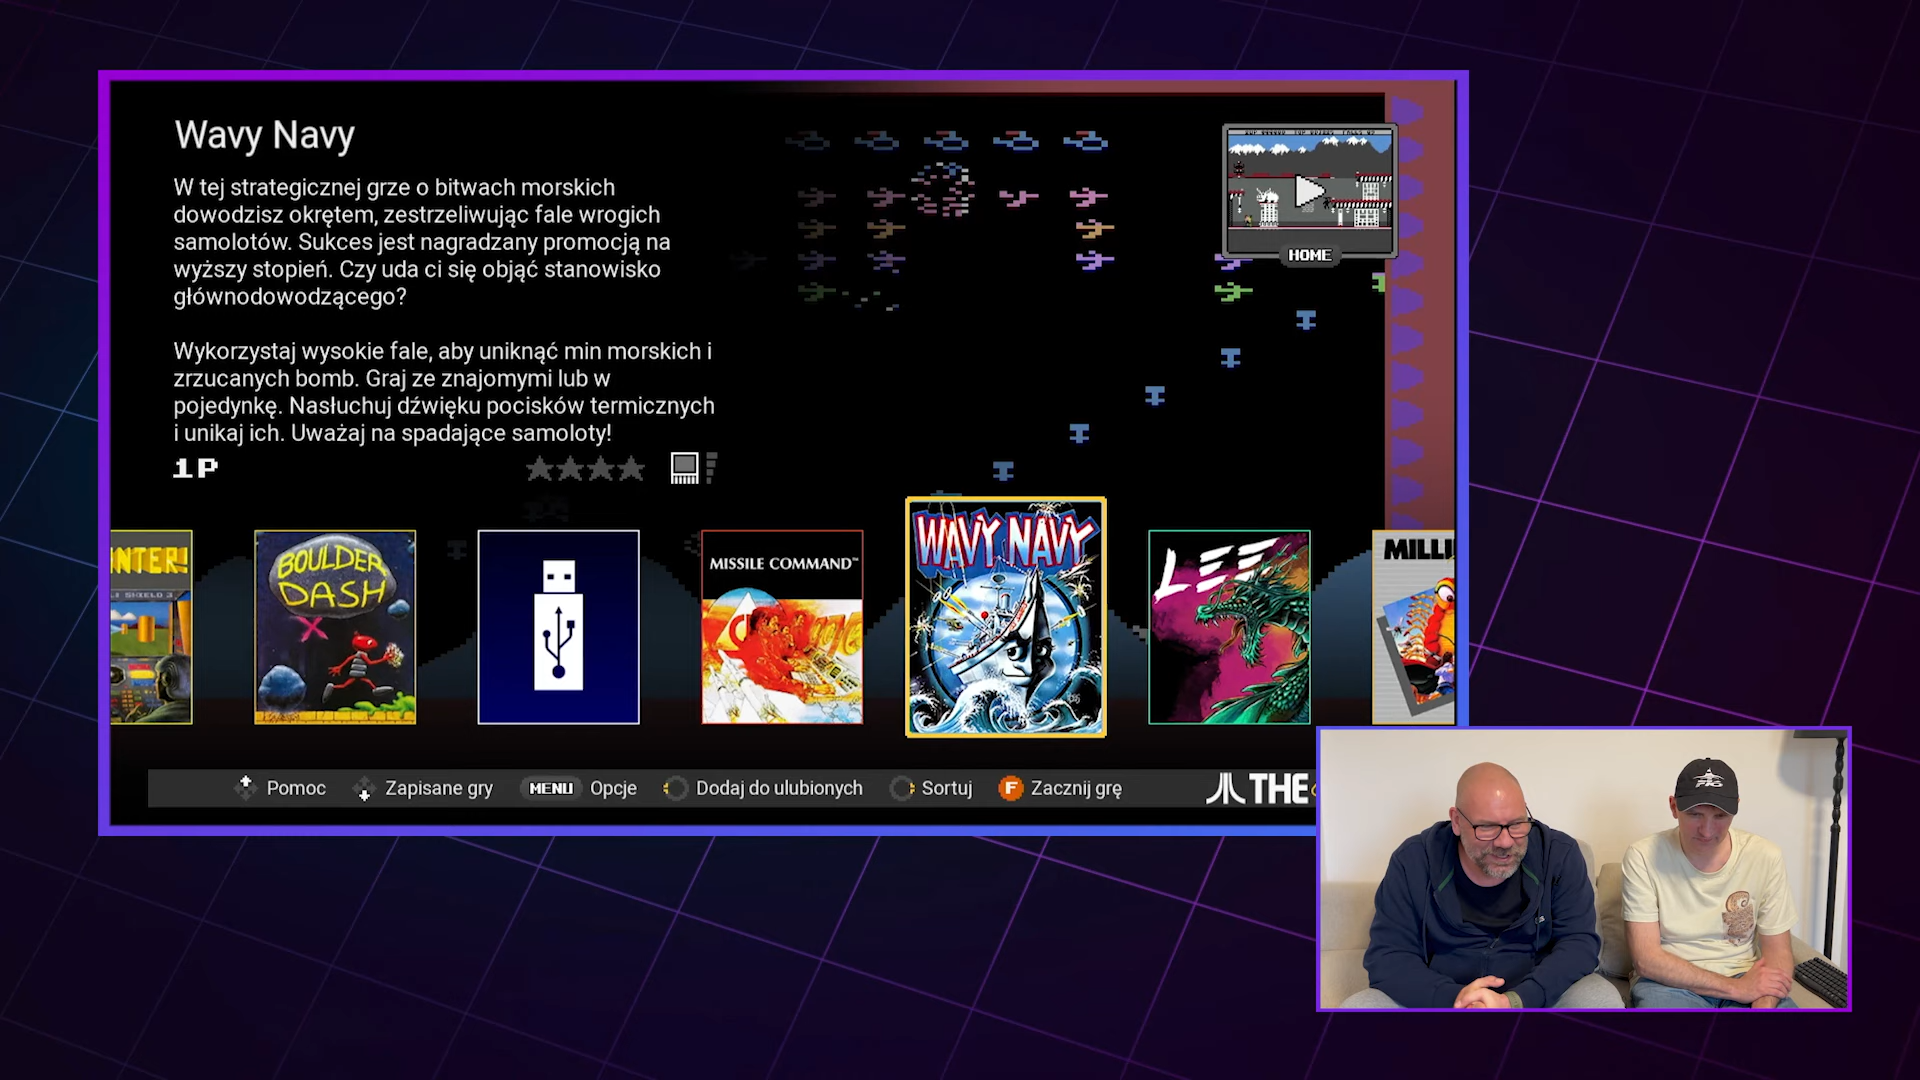 Wavy Navy
W tej strategicznej grze o bitwach morskich
dowodzisz okrętem, zestrzeliwując fale wrogich
samolotów. Sukces jest nagradzany promocją na
wyższy stopień. Czy uda ci się objąć stanowisko
głównodowodzącego?
Wykorzystaj wysokie fale, aby uniknąć min morskich i
zrzucanych bomb. Graj ze znajomymi lub w
pojedynkę. Nasłuchuj dźwięku pocisków termicznych
i unikaj ich. Uważaj na spadające samoloty!
1P
HOME
NTER!
BOULDER
DASH
MISSILE COMMAND™
WAVY NAVY
LEE
MILLI
Pomoc
Zapisane gry
MENU Opcje
Dodaj do ulubionych
Sortuj
F Zacznij grę
THE